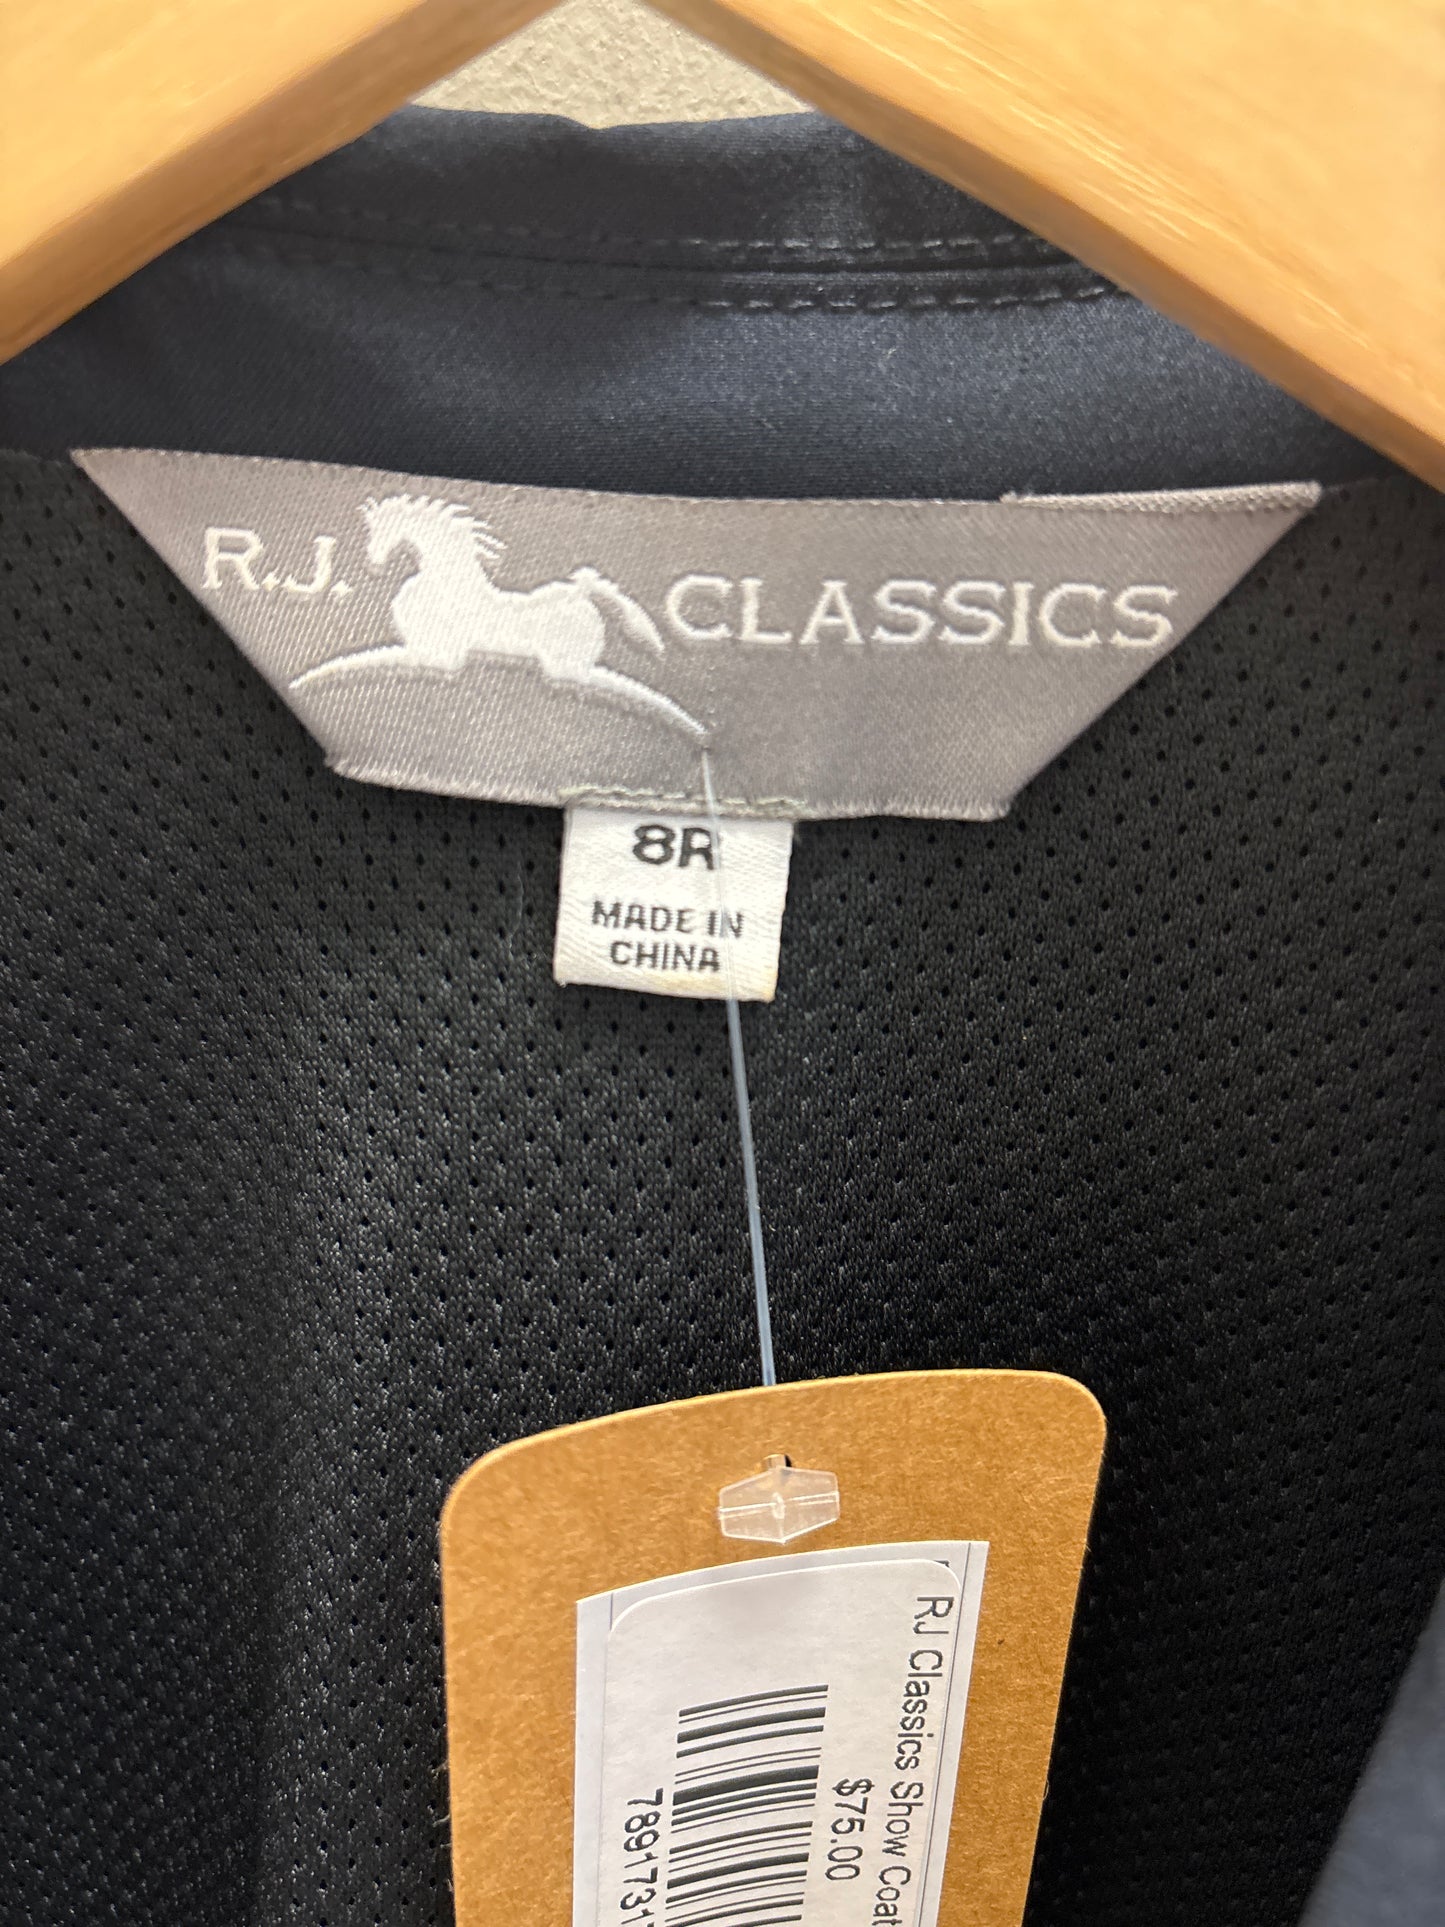 R.J. CLASSICS
8R
MADE IN
CHINA
RJ Classics Show Coat
$75.00